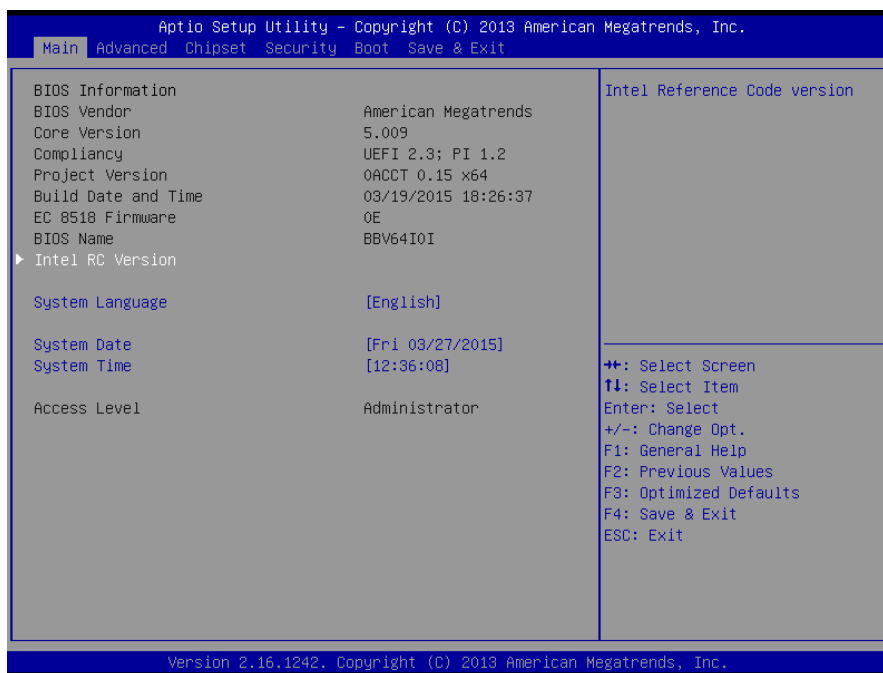 Aptio Setup Utility – Copyright (C) 2013 American Megatrends, Inc.
Main Advanced Chipset Security Boot Save & Exit
BIOS Information
BIOS Vendor American Megatrends
Core Version 5.009
Compliancy UEFI 2.3; PI 1.2
Project Version 0ACCT 0.15 x64
Build Date and Time 03/19/2015 18:26:37
EC 8518 Firmware 0E
BIOS Name BBV64I0I
Intel RC Version
System Language [English]
System Date [Fri 03/27/2015]
System Time [12:36:08]
Access Level Administrator
Intel Reference Code version
→←: Select Screen
↑↓: Select Item
Enter: Select
+/-: Change Opt.
F1: General Help
F2: Previous Values
F3: Optimized Defaults
F4: Save & Exit
ESC: Exit
Version 2.16.1242. Copyright (C) 2013 American Megatrends, Inc.